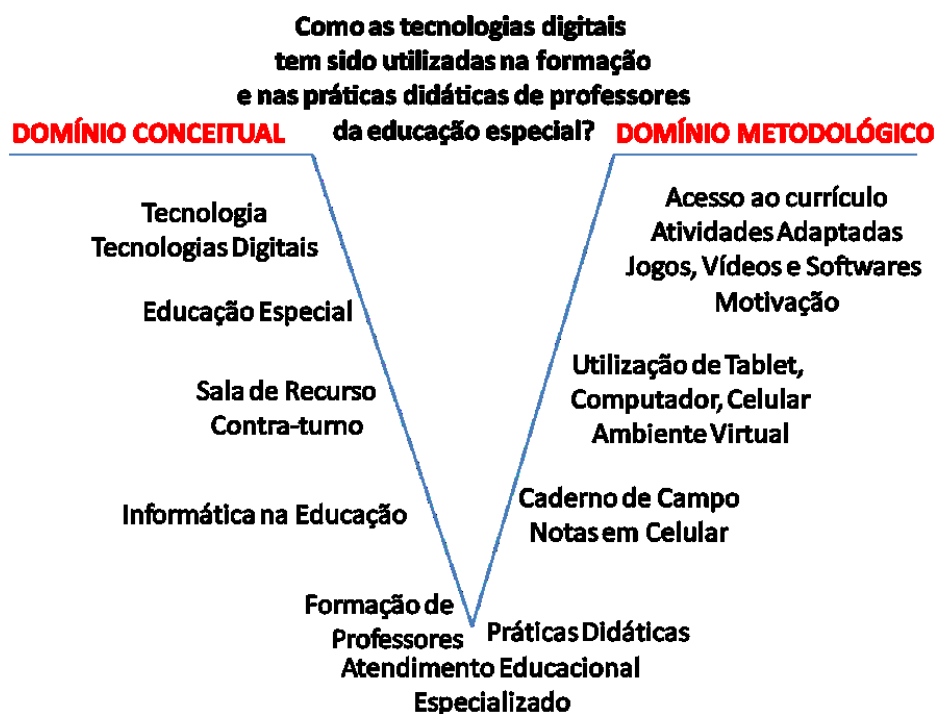 Como as tecnologias digitais
tem sido utilizadas na formação
e nas práticas didáticas de professores
da educação especial?
DOMÍNIO CONCEITUAL
DOMÍNIO METODOLÓGICO
Tecnologia
Tecnologias Digitais
Educação Especial
Sala de Recurso
Contra-turno
Informática na Educação
Formação de
Professores
Acesso ao currículo
Atividades Adaptadas
Jogos, Vídeos e Softwares
Motivação
Utilização de Tablet,
Computador, Celular
Ambiente Virtual
Caderno de Campo
Notas em Celular
Práticas Didáticas
Atendimento Educacional
Especializado